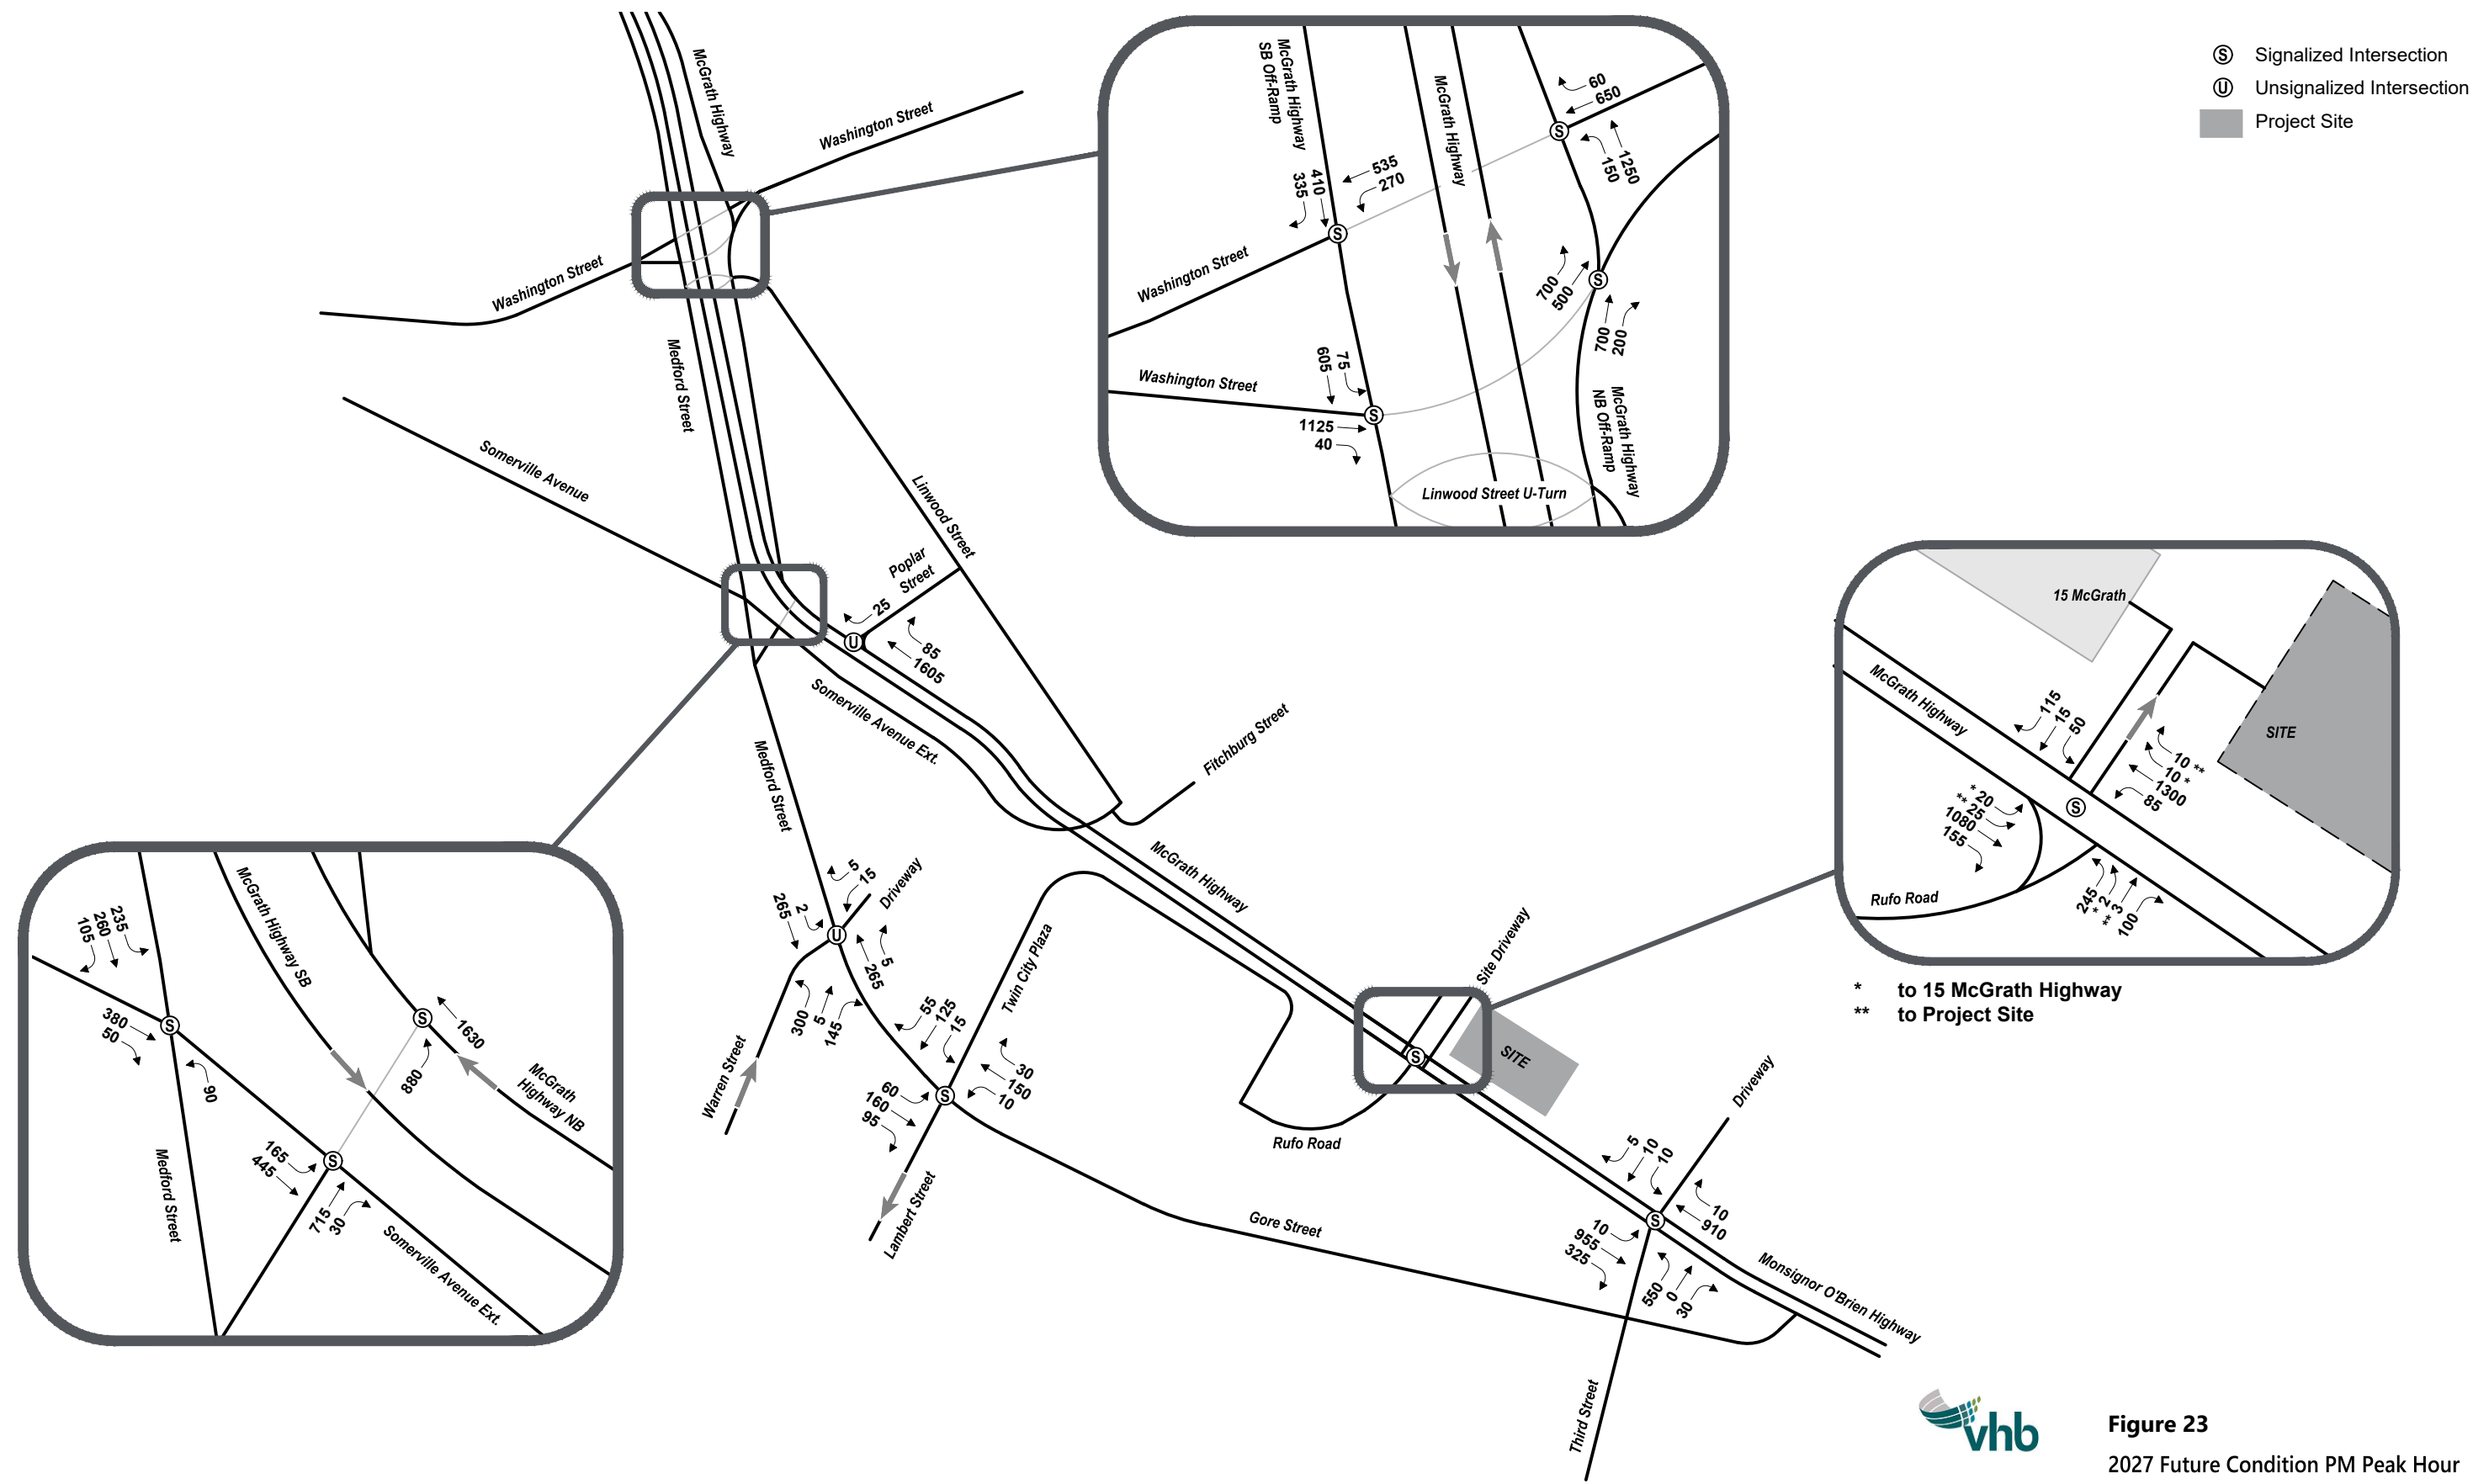 Signalized Intersection
Unsignalized Intersection
Project Site
S
U
McGrath Highway
Washington Street
Washington Street
Medford Street
Somerville Avenue
Linwood Street
Poplar
Street
25
U
85
1605
Somerville Avenue Ext.
Medford Street
Fitchburg Street
McGrath Highway
Driveway
5
15
2
265
U
5
265
300
5
145
Warren Street
Twin City Plaza
55
125
15
60
160
95
S
30
150
10
Lambert Street
Gore Street
Rufo Road
Site Driveway
S
SITE
Driveway
5
10
10
10
955
325
S
10
910
550
0
30
Monsignor O'Brien Highway
Third Street
McGrath Highway
SB Off-Ramp
McGrath Highway
60
650
S
150
1250
535
270
410
335
S
Washington Street
700
500
S
700
200
605
75
Washington Street
S
1125
40
McGrath Highway
NB Off-Ramp
Linwood Street U-Turn
15 McGrath
McGrath Highway
115
15
50
SITE
10 **
10 *
1300
85
* 20
** 25
1080
155
S
Rufo Road
245
* 2
** 3
100
* to 15 McGrath Highway
** to Project Site
McGrath Highway SB
235
260
105
380
50
S
90
S
1630
880
McGrath
Highway NB
165
445
S
715
30
Medford Street
Somerville Avenue Ext.
vhb
Figure 23
2027 Future Condition PM Peak Hour